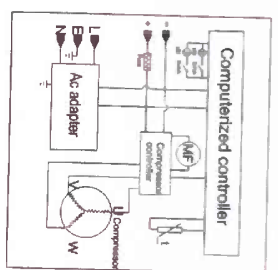 Computerized controller
+
-
MF
t
Compressor
controller
L
E
N
Ac adapter
U
V
W
Compressor